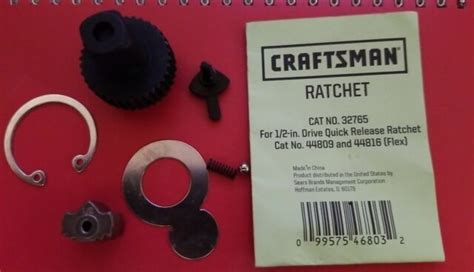 CRAFTSMAN
RATCHET
CAT NO. 32765
For 1/2-in. Drive Quick Release Ratchet
Cat No. 44809 and 44816 (Flex)
Made in China
Product distributed in the United States by
Sears Brands Management Corporation
Hoffman Estates, IL 60179
0 99575 46803 2